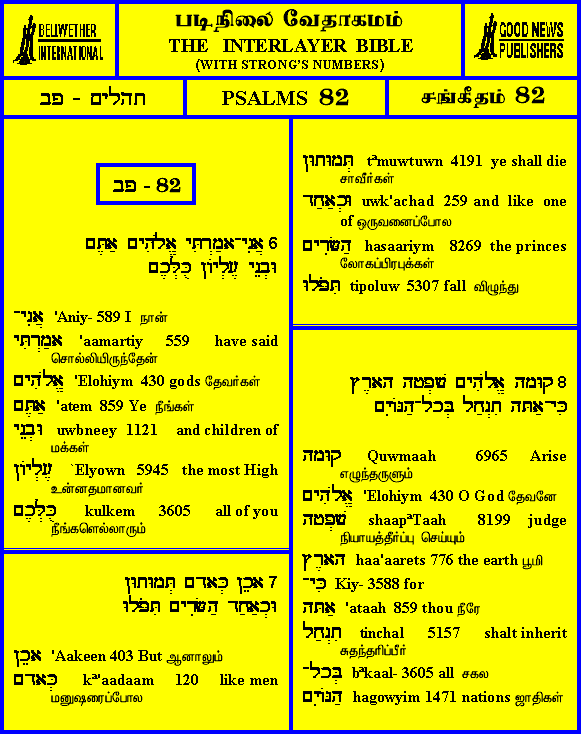 BELLWETHER
INTERNATIONAL
படிநிலை வேதாகமம்
THE INTERLAYER BIBLE
(WITH STRONG'S NUMBERS)
GOOD NEWS
PUBLISHERS
תהלים - פב
PSALMS 82
சங்கீதம் 82
פב - 82
6 אֲנִי־אָמַרְתִּי אֱלֹהִים אַתֶּם
וּבְנֵי עֶלְיוֹן כֻּלְּכֶם
אֲנִי־ 'Aniy- 589 I நான்
אָמַרְתִּי 'aamartiy 559 have said
சொல்லியிருந்தேன்
אֱלֹהִים 'Elohiym 430 gods தேவர்கள்
אַתֶּם 'atem 859 Ye நீங்கள்
וּבְנֵי uwbneey 1121 and children of
மக்கள்
עֶלְיוֹן `Elyown 5945 the most High
உன்னதமானவர்
כֻּלְּכֶם kulkem 3605 all of you
நீங்களெல்லாரும்
7 אָכֵן כְּאָדָם תְּמוּתוּן
וּכְאַחַד הַשָּׂרִים תִּפֹּלוּ
אָכֵן 'Aakeen 403 But ஆனாலும்
כְּאָדָם kª'aadaam 120 like men
மனுஷரைப்போல
תְּמוּתוּן tªmuwtuwn 4191 ye shall die
சாவீர்கள்
וּכְאַחַד uwk'achad 259 and like one
of ஒருவனைப்போல
הַשָּׂרִים hasaariym 8269 the princes
லோகப்பிரபுக்கள்
תִּפֹּלוּ tipoluw 5307 fall விழுந்து
8 קוּמָה אֱלֹהִים שָׁפְטָה הָאָרֶץ
כִּי־אַתָּה תִנְחַל בְּכָל־הַגּוֹיִם
קוּמָה Quwmaah 6965 Arise
எழுந்தருளும்
אֱלֹהִים 'Elohiym 430 O God தேவனே
שָׁפְטָה shaapªTaah 8199 judge
நியாயத்தீர்ப்பு செய்யும்
הָאָרֶץ haa'aarets 776 the earth பூமி
כִּי־ Kiy- 3588 for
אַתָּה 'ataah 859 thou நீரே
תִנְחַל tinchal 5157 shalt inherit
சுதந்தரிப்பீர்
בְּכָל־ bªkaal- 3605 all சகல
הַגּוֹיִם hagowyim 1471 nations ஜாதிகள்